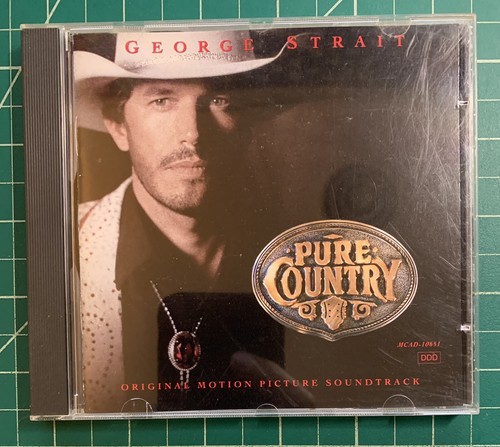 GEORGE STRAIT
PURE
COUNTRY
MCAD-10651
DDD
ORIGINAL MOTION PICTURE SOUNDTRACK